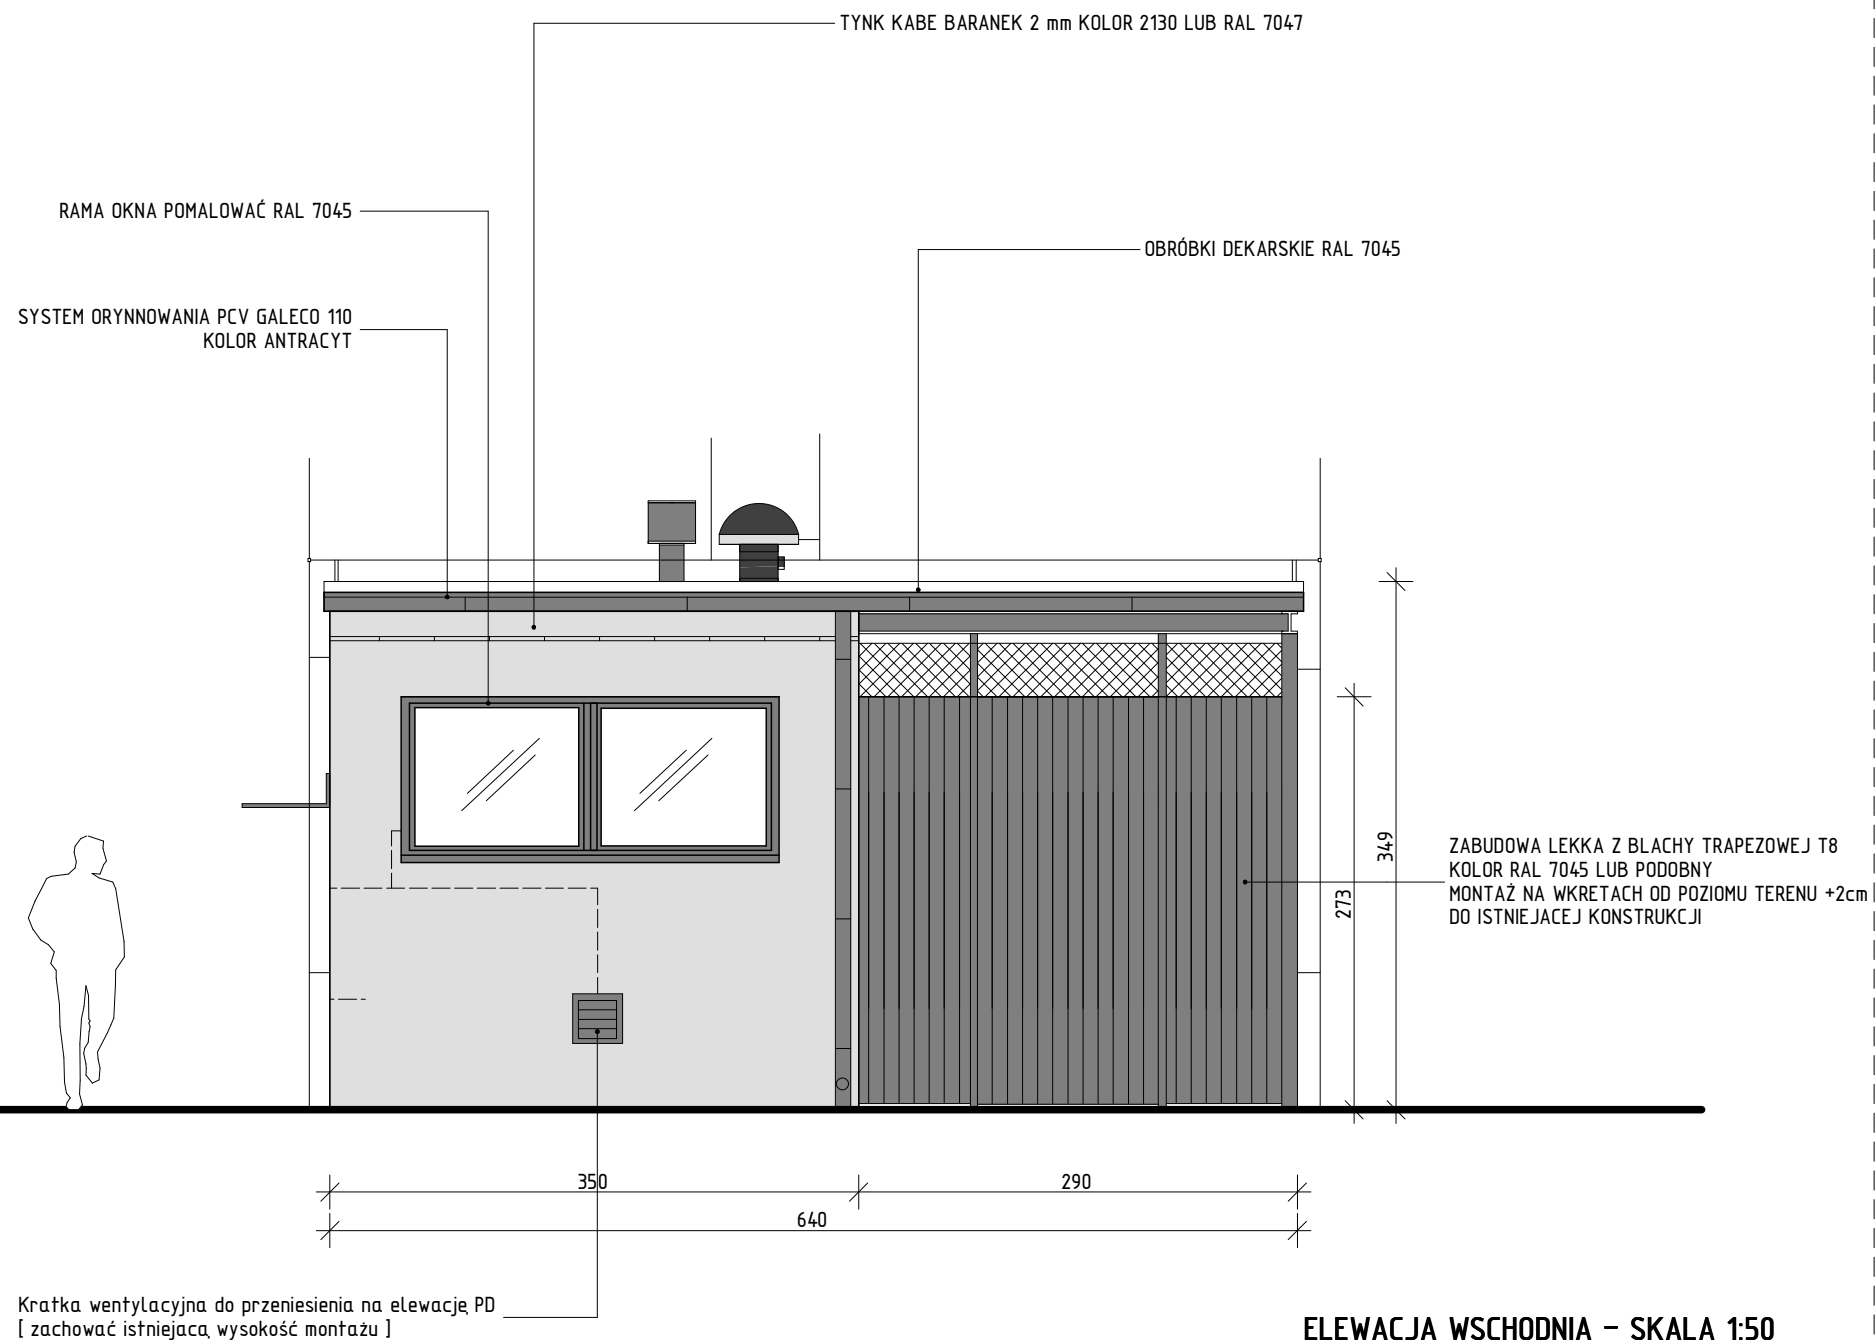 TYNK KABE BARANEK 2 mm KOLOR 2130 LUB RAL 7047
RAMA OKNA POMALOWAĆ RAL 7045
OBRÓBKI DEKARSKIE RAL 7045
SYSTEM ORYNNOWANIA PCV GALECO 110
KOLOR ANTRACYT
349
273
ZABUDOWA LEKKA Z BLACHY TRAPEZOWEJ T8
KOLOR RAL 7045 LUB PODOBNY
MONTAŻ NA WKRETACH OD POZIOMU TERENU +2cm
DO ISTNIEJACEJ KONSTRUKCJI
350
290
640
Kratka wentylacyjna do przeniesienia na elewację PD
[ zachować istniejącą wysokość montażu ]
ELEWACJA WSCHODNIA - SKALA 1:50